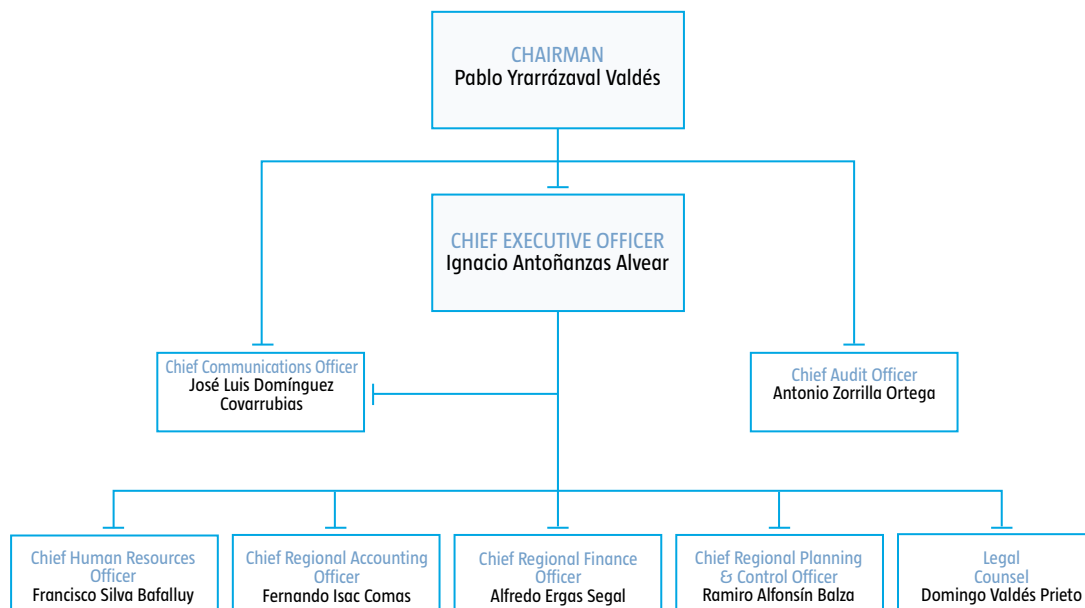 CHAIRMAN
Pablo Yrarrázaval Valdés
CHIEF EXECUTIVE OFFICER
Ignacio Antoñanzas Alvear
Chief Communications Officer
José Luis Domínguez
Covarrubias
Chief Audit Officer
Antonio Zorrilla Ortega
Chief Human Resources
Officer
Francisco Silva Bafalluy
Chief Regional Accounting
Officer
Fernando Isac Comas
Chief Regional Finance
Officer
Alfredo Ergas Segal
Chief Regional Planning
& Control Officer
Ramiro Alfonsín Balza
Legal
Counsel
Domingo Valdés Prieto